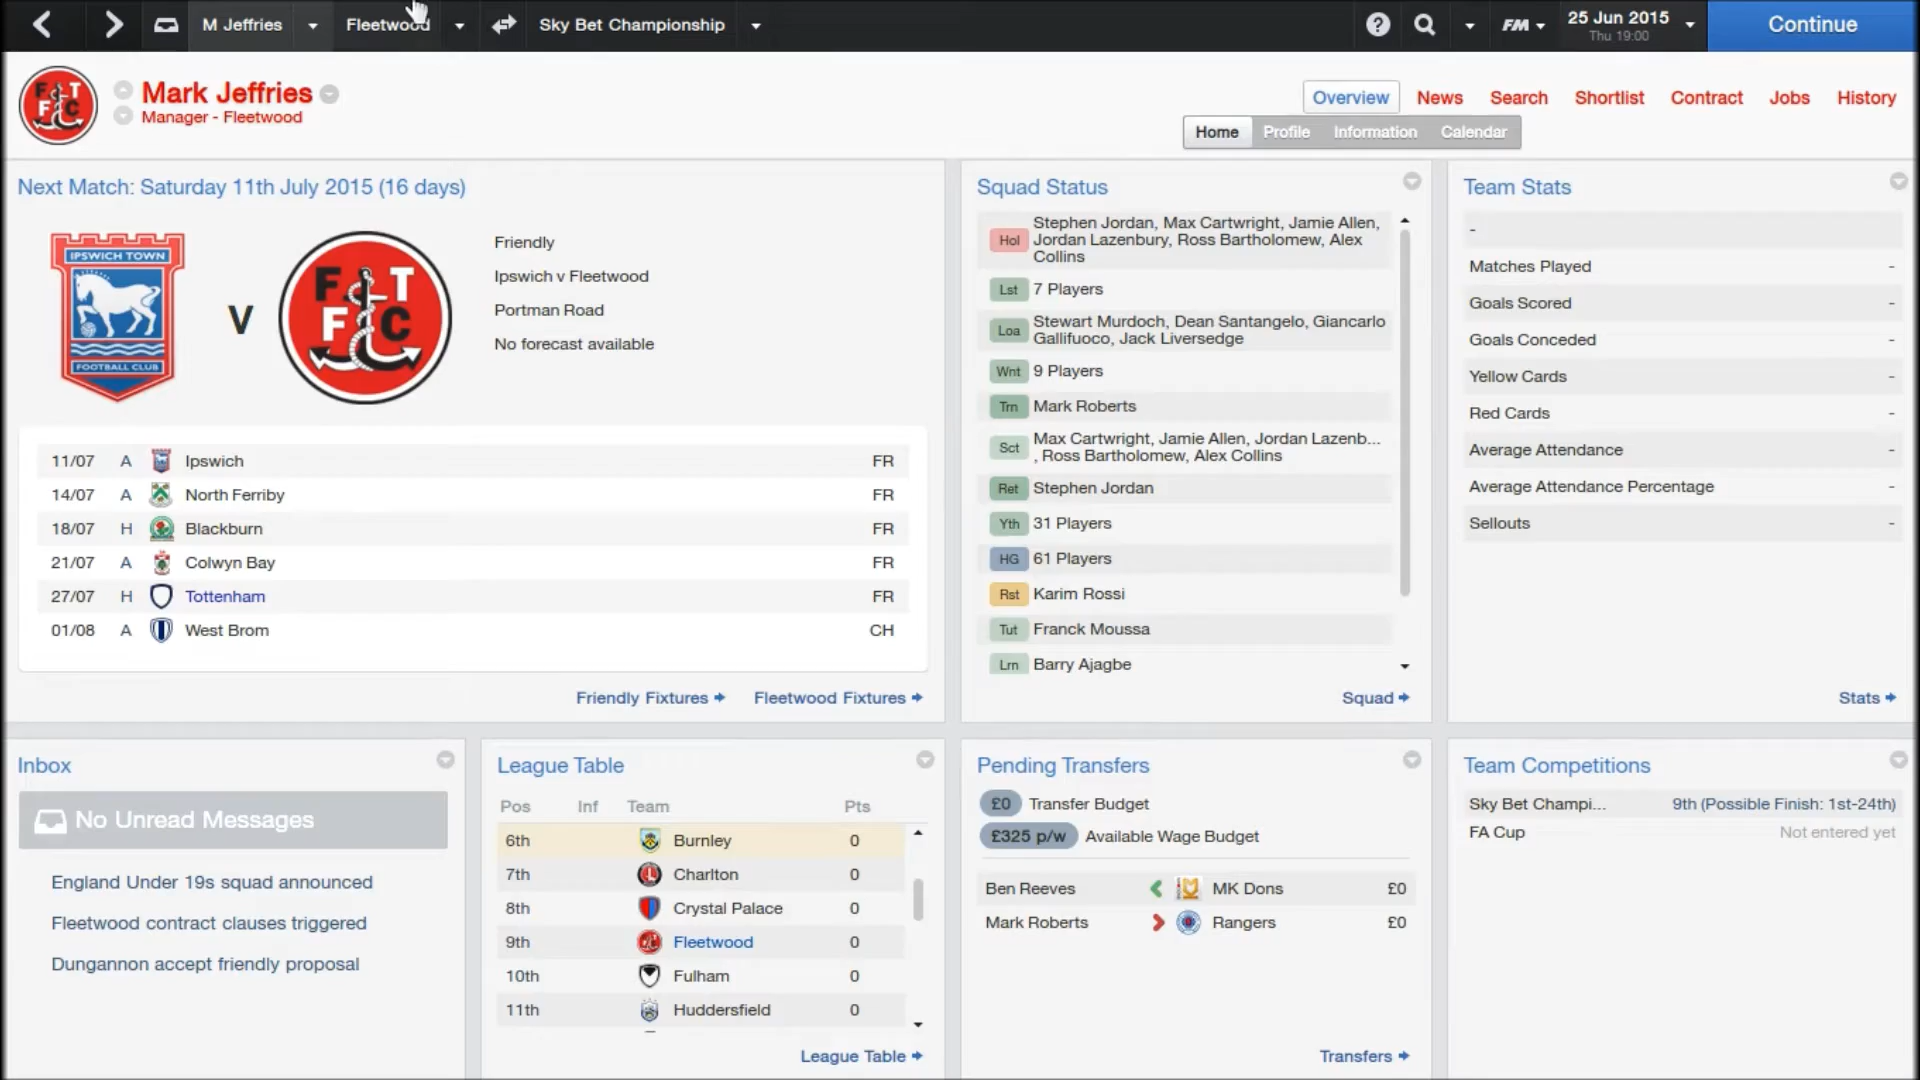 M Jeffries
Fleetwood
Sky Bet Championship
FM
25 Jun 2015
Thu 19:00
Continue
Mark Jeffries
Manager - Fleetwood
Overview
News
Search
Shortlist
Contract
Jobs
History
Home
Profile
Information
Calendar
Next Match: Saturday 11th July 2015 (16 days)
IPSWICH TOWN
FOOTBALL CLUB
V
F T
F C
Friendly
Ipswich v Fleetwood
Portman Road
No forecast available
11/07 A Ipswich FR
14/07 A North Ferriby FR
18/07 H Blackburn FR
21/07 A Colwyn Bay FR
27/07 H Tottenham FR
01/08 A West Brom CH
Friendly Fixtures
Fleetwood Fixtures
Squad Status
Hol Stephen Jordan, Max Cartwright, Jamie Allen,
Jordan Lazenbury, Ross Bartholomew, Alex
Collins
Lst 7 Players
Loa Stewart Murdoch, Dean Santangelo, Giancarlo
Gallifuoco, Jack Liversedge
Wnt 9 Players
Trn Mark Roberts
Sct Max Cartwright, Jamie Allen, Jordan Lazenb...
, Ross Bartholomew, Alex Collins
Ret Stephen Jordan
Yth 31 Players
HG 61 Players
Rst Karim Rossi
Tut Franck Moussa
Lrn Barry Ajagbe
Squad
Team Stats
-
Matches Played -
Goals Scored -
Goals Conceded -
Yellow Cards -
Red Cards -
Average Attendance -
Average Attendance Percentage -
Sellouts -
Stats
Inbox
No Unread Messages
England Under 19s squad announced
Fleetwood contract clauses triggered
Dungannon accept friendly proposal
League Table
Pos Inf Team Pts
6th Burnley 0
7th Charlton 0
8th Crystal Palace 0
9th Fleetwood 0
10th Fulham 0
11th Huddersfield 0
League Table
Pending Transfers
£0 Transfer Budget
£325 p/w Available Wage Budget
Ben Reeves MK Dons £0
Mark Roberts Rangers £0
Transfers
Team Competitions
Sky Bet Champi... 9th (Possible Finish: 1st-24th)
FA Cup Not entered yet